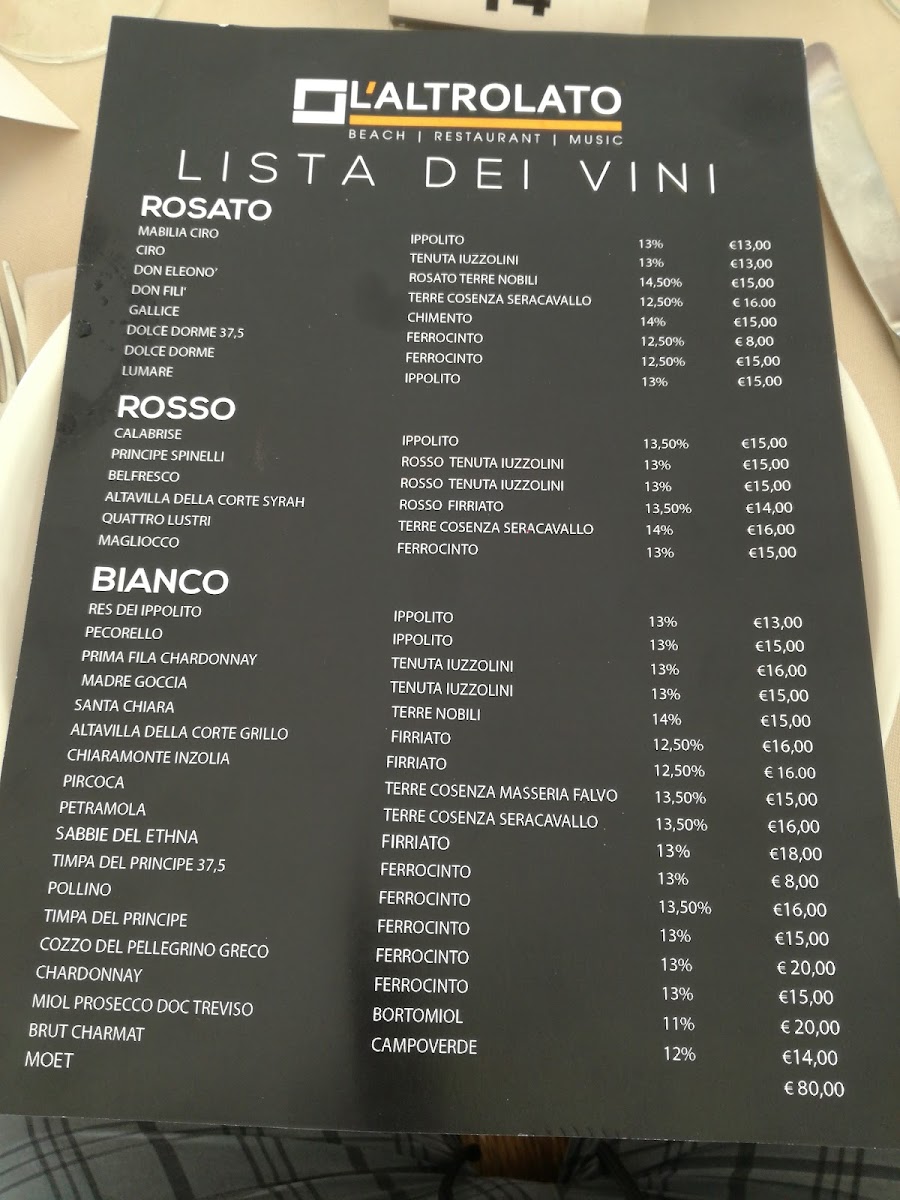 14
L'ALTROLATO
BEACH | RESTAURANT | MUSIC
LISTA DEI VINI
ROSATO
MABILIA CIRO IPPOLITO 13% €13,00
CIRO TENUTA IUZZOLINI 13% €13,00
DON ELEONO' ROSATO TERRE NOBILI 14,50% €15,00
DON FILI' TERRE COSENZA SERACAVALLO 12,50% € 16.00
GALLICE CHIMENTO 14% €15,00
DOLCE DORME 37,5 FERROCINTO 12,50% € 8,00
DOLCE DORME FERROCINTO 12,50% €15,00
LUMARE IPPOLITO 13% €15,00
ROSSO
CALABRISE IPPOLITO 13,50% €15,00
PRINCIPE SPINELLI ROSSO TENUTA IUZZOLINI 13% €15,00
BELFRESCO ROSSO TENUTA IUZZOLINI 13% €15,00
ALTAVILLA DELLA CORTE SYRAH ROSSO FIRRIATO 13,50% €14,00
QUATTRO LUSTRI TERRE COSENZA SERACAVALLO 14% €16,00
MAGLIOCCO FERROCINTO 13% €15,00
BIANCO
RES DEI IPPOLITO IPPOLITO 13% €13,00
PECORELLO IPPOLITO 13% €15,00
PRIMA FILA CHARDONNAY TENUTA IUZZOLINI 13% €16,00
MADRE GOCCIA TENUTA IUZZOLINI 13% €15,00
SANTA CHIARA TERRE NOBILI 14% €15,00
ALTAVILLA DELLA CORTE GRILLO FIRRIATO 12,50% €16,00
CHIARAMONTE INZOLIA FIRRIATO 12,50% € 16.00
PIRCOCA TERRE COSENZA MASSERIA FALVO 13,50% €15,00
PETRAMOLA TERRE COSENZA SERACAVALLO 13,50% €16,00
SABBIE DEL ETHNA FIRRIATO 13% €18,00
TIMPA DEL PRINCIPE 37,5 FERROCINTO 13% € 8,00
POLLINO FERROCINTO 13,50% €16,00
TIMPA DEL PRINCIPE FERROCINTO 13% €15,00
COZZO DEL PELLEGRINO GRECO FERROCINTO 13% € 20,00
CHARDONNAY FERROCINTO 13% €15,00
MIOL PROSECCO DOC TREVISO BORTOMIOL 11% € 20,00
BRUT CHARMAT CAMPOVERDE 12% €14,00
MOET € 80,00